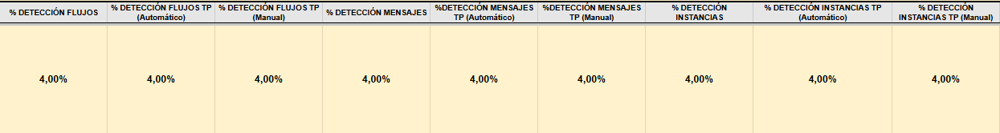 % DETECCIÓN FLUJOS
% DETECCIÓN FLUJOS TP
(Automático)
% DETECCIÓN FLUJOS TP
(Manual)
% DETECCIÓN MENSAJES
%DETECCIÓN MENSAJES
TP (Automático)
%DETECCIÓN MENSAJES
TP (Manual)
% DETECCIÓN
INSTANCIAS
% DETECCIÓN INSTANCIAS TP
(Automático)
% DETECCIÓN
INSTANCIAS TP (Manual)
4,00%
4,00%
4,00%
4,00%
4,00%
4,00%
4,00%
4,00%
4,00%